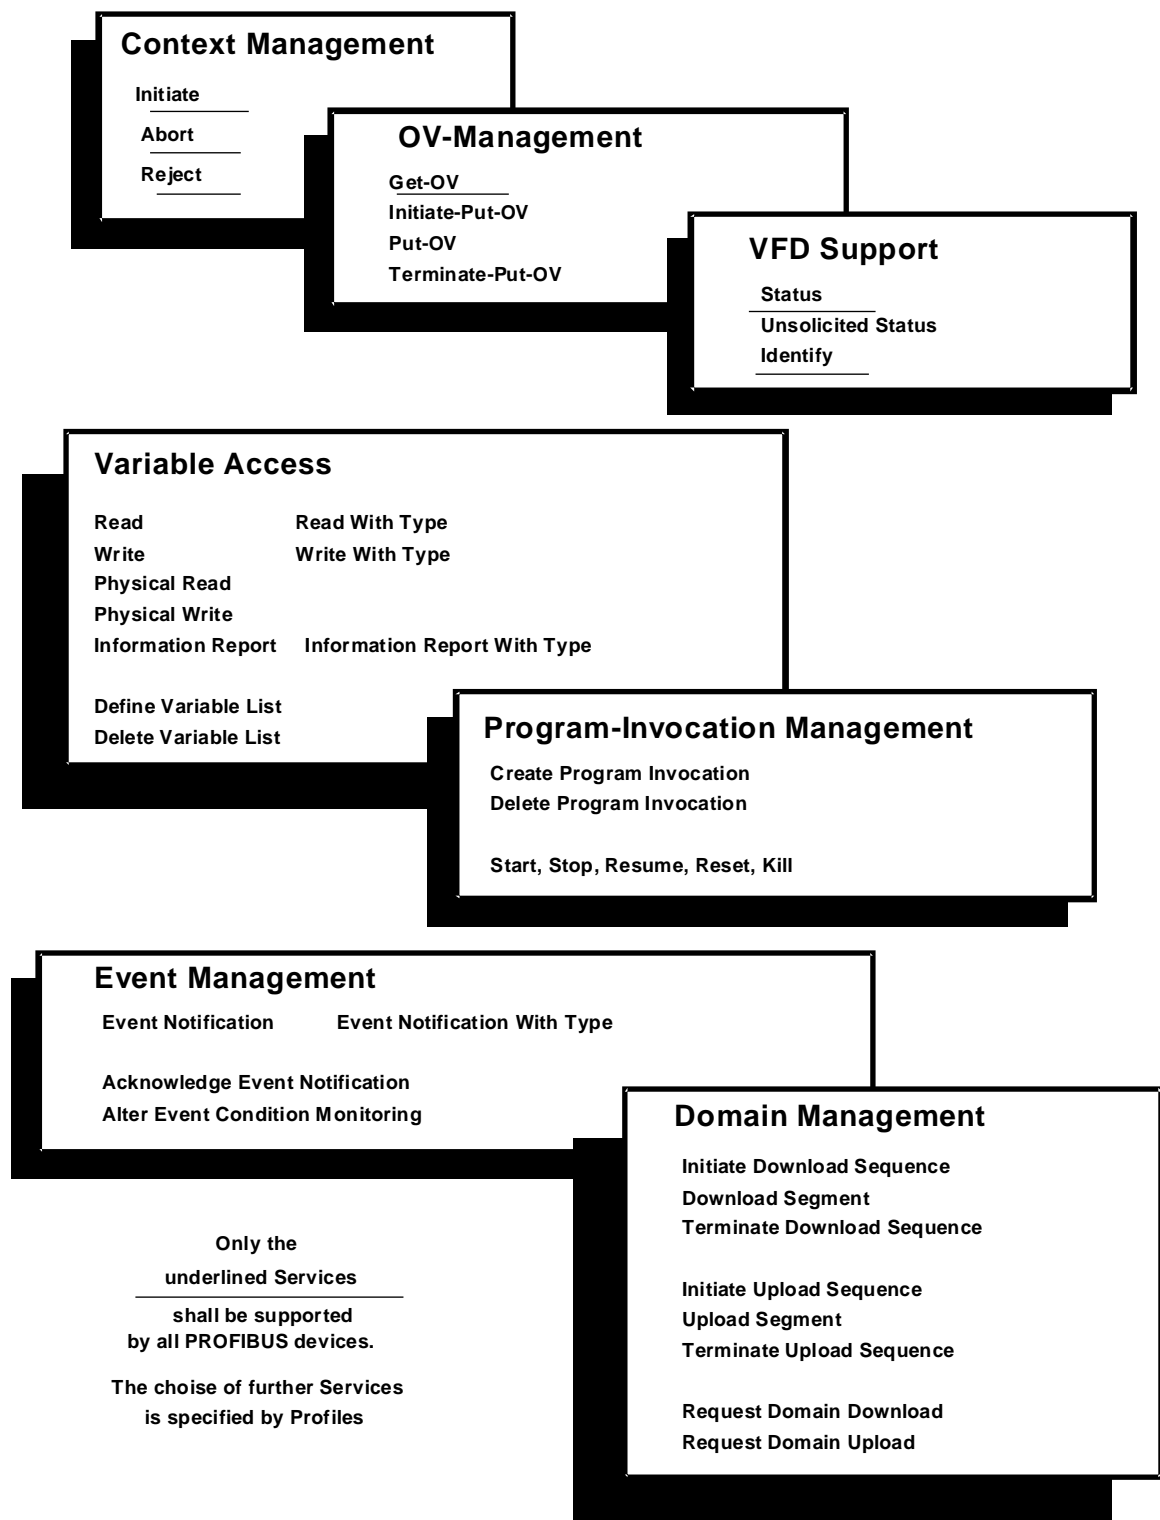 Context Management
Initiate
Abort
Reject
OV-Management
Get-OV
Initiate-Put-OV
Put-OV
Terminate-Put-OV
VFD Support
Status
Unsolicited Status
Identify
Variable Access
Read Read With Type
Write Write With Type
Physical Read
Physical Write
Information Report Information Report With Type
Define Variable List
Delete Variable List
Program-Invocation Management
Create Program Invocation
Delete Program Invocation
Start, Stop, Resume, Reset, Kill
Event Management
Event Notification Event Notification With Type
Acknowledge Event Notification
Alter Event Condition Monitoring
Domain Management
Initiate Download Sequence
Download Segment
Terminate Download Sequence
Initiate Upload Sequence
Upload Segment
Terminate Upload Sequence
Request Domain Download
Request Domain Upload
Only the
underlined Services
shall be supported
by all PROFIBUS devices.
The choise of further Services
is specified by Profiles